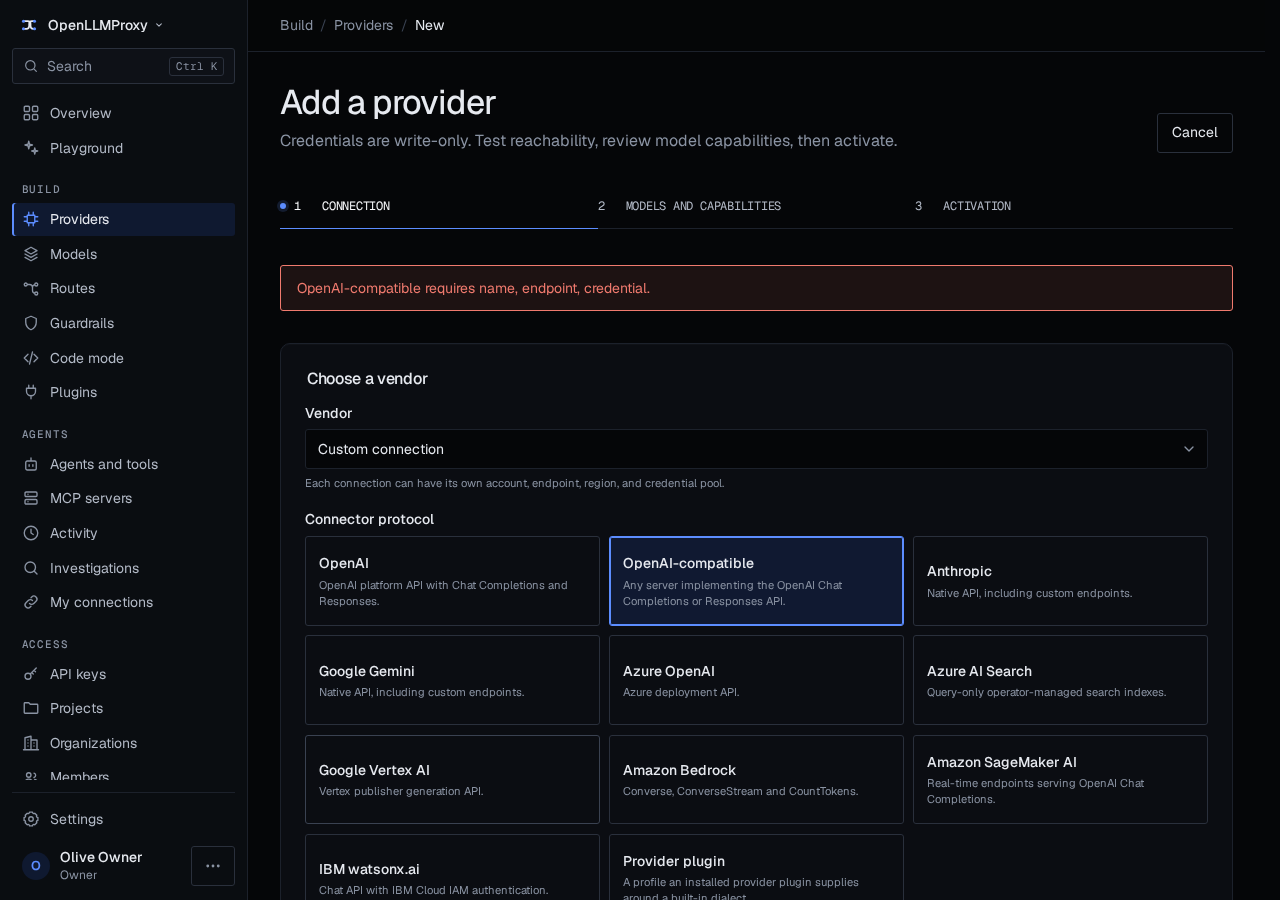 OpenLLMProxy
Search
Ctrl K
Overview
Playground
BUILD
Providers
Models
Routes
Guardrails
Code mode
Plugins
AGENTS
Agents and tools
MCP servers
Activity
Investigations
My connections
ACCESS
API keys
Projects
Organizations
Members
Settings
O
Olive Owner
Owner
Build / Providers / New
Add a provider
Credentials are write-only. Test reachability, review model capabilities, then activate.
Cancel
1 CONNECTION
2 MODELS AND CAPABILITIES
3 ACTIVATION
OpenAI-compatible requires name, endpoint, credential.
Choose a vendor
Vendor
Custom connection
Each connection can have its own account, endpoint, region, and credential pool.
Connector protocol
OpenAI
OpenAI platform API with Chat Completions and
Responses.
OpenAI-compatible
Any server implementing the OpenAI Chat
Completions or Responses API.
Anthropic
Native API, including custom endpoints.
Google Gemini
Native API, including custom endpoints.
Azure OpenAI
Azure deployment API.
Azure AI Search
Query-only operator-managed search indexes.
Google Vertex AI
Vertex publisher generation API.
Amazon Bedrock
Converse, ConverseStream and CountTokens.
Amazon SageMaker AI
Real-time endpoints serving OpenAI Chat
Completions.
IBM watsonx.ai
Chat API with IBM Cloud IAM authentication.
Provider plugin
A profile an installed provider plugin supplies
around a built-in dialect.